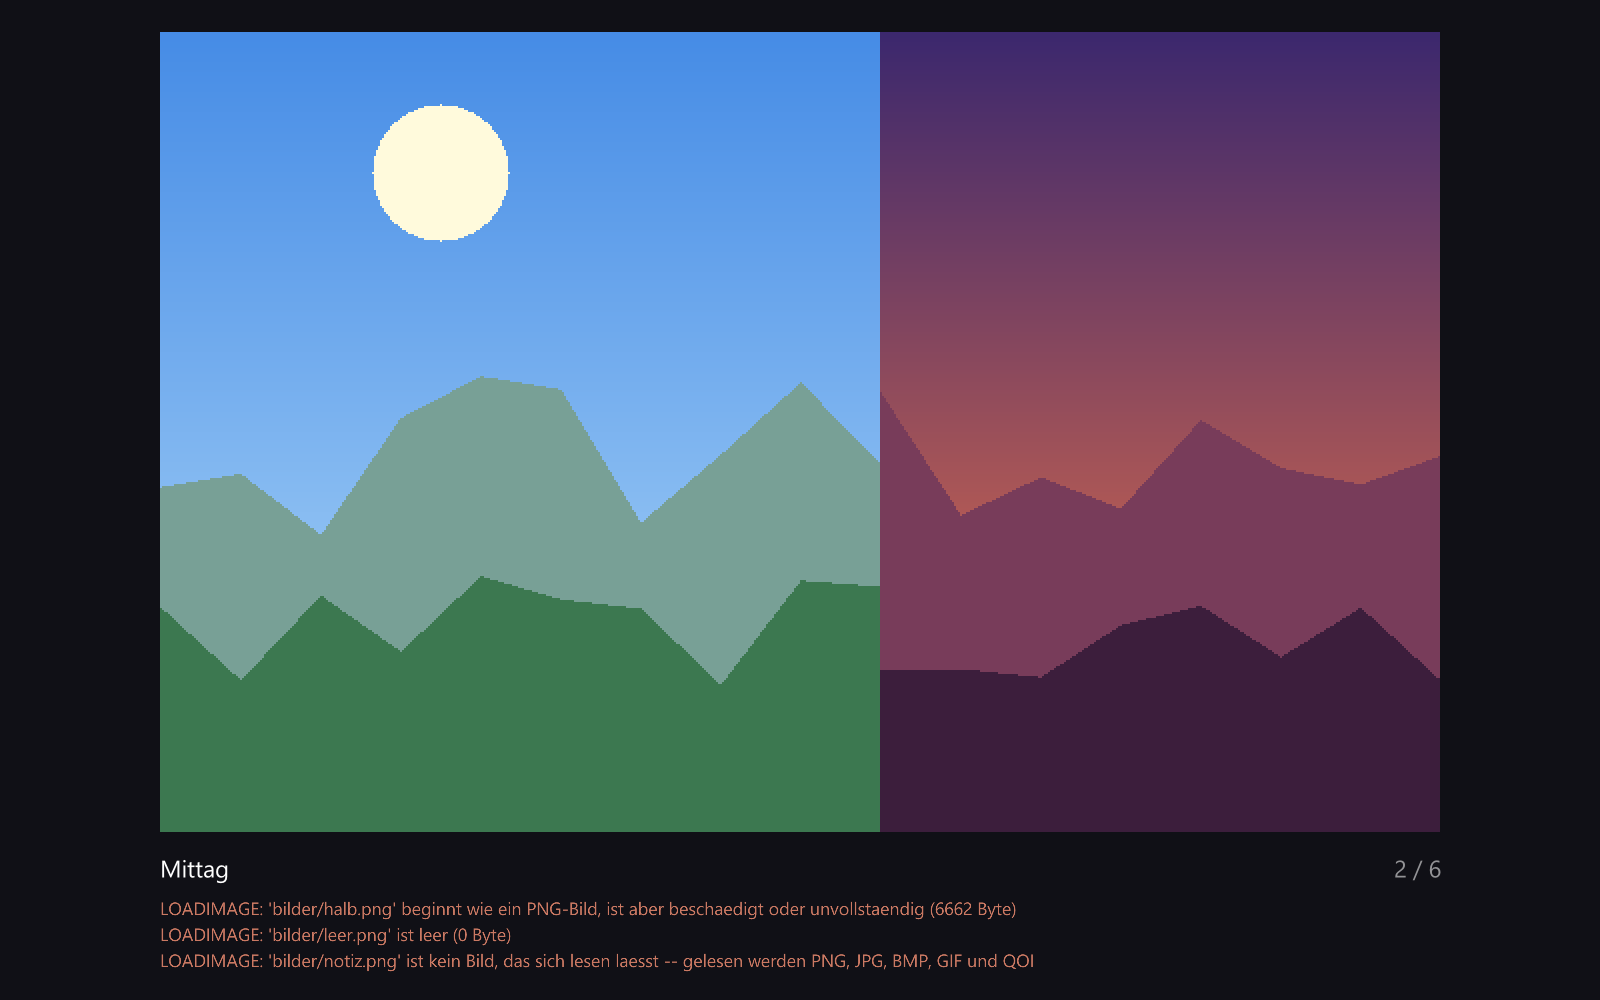 Mittag
2 / 6
LOADIMAGE: 'bilder/halb.png' beginnt wie ein PNG-Bild, ist aber beschaedigt oder unvollstaendig (6662 Byte)
LOADIMAGE: 'bilder/leer.png' ist leer (0 Byte)
LOADIMAGE: 'bilder/notiz.png' ist kein Bild, das sich lesen laesst -- gelesen werden PNG, JPG, BMP, GIF und QOI